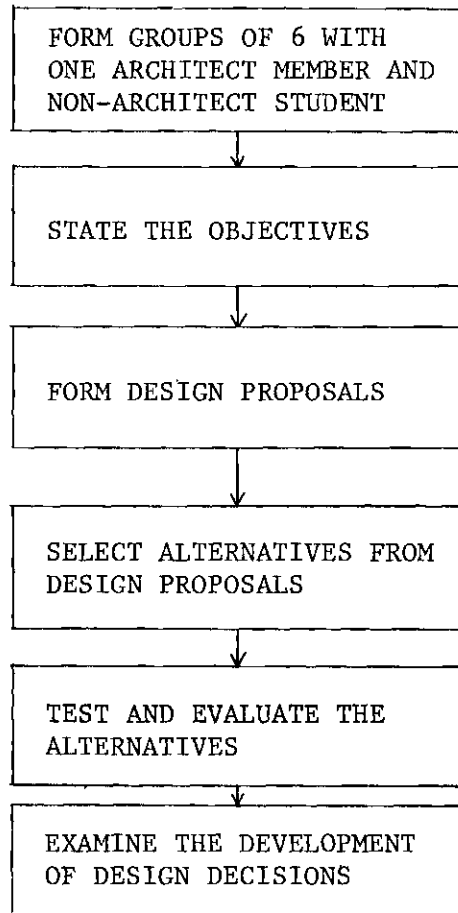 FORM GROUPS OF 6 WITH
ONE ARCHITECT MEMBER AND
NON-ARCHITECT STUDENT
STATE THE OBJECTIVES
FORM DESIGN PROPOSALS
SELECT ALTERNATIVES FROM
DESIGN PROPOSALS
TEST AND EVALUATE THE
ALTERNATIVES
EXAMINE THE DEVELOPMENT
OF DESIGN DECISIONS